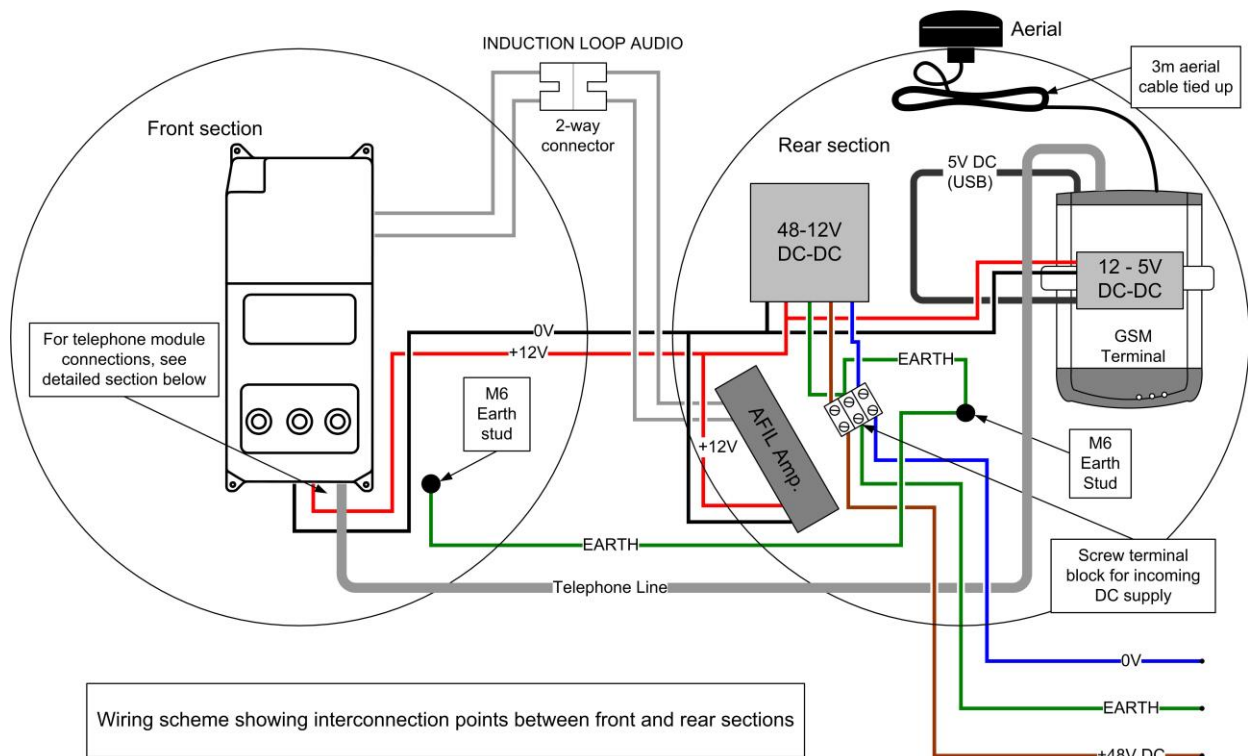 INDUCTION LOOP AUDIO
Aerial
3m aerial
cable tied up
Front section
2-way
connector
Rear section
5V DC
(USB)
48-12V
DC-DC
12 - 5V
DC-DC
GSM
Terminal
For telephone module
connections, see
detailed section below
0V
+12V
EARTH
M6
Earth
stud
+12V
AFIL Amp.
M6
Earth
Stud
EARTH
Screw terminal
block for incoming
DC supply
Telephone Line
0V
EARTH
+48V DC
Wiring scheme showing interconnection points between front and rear sections